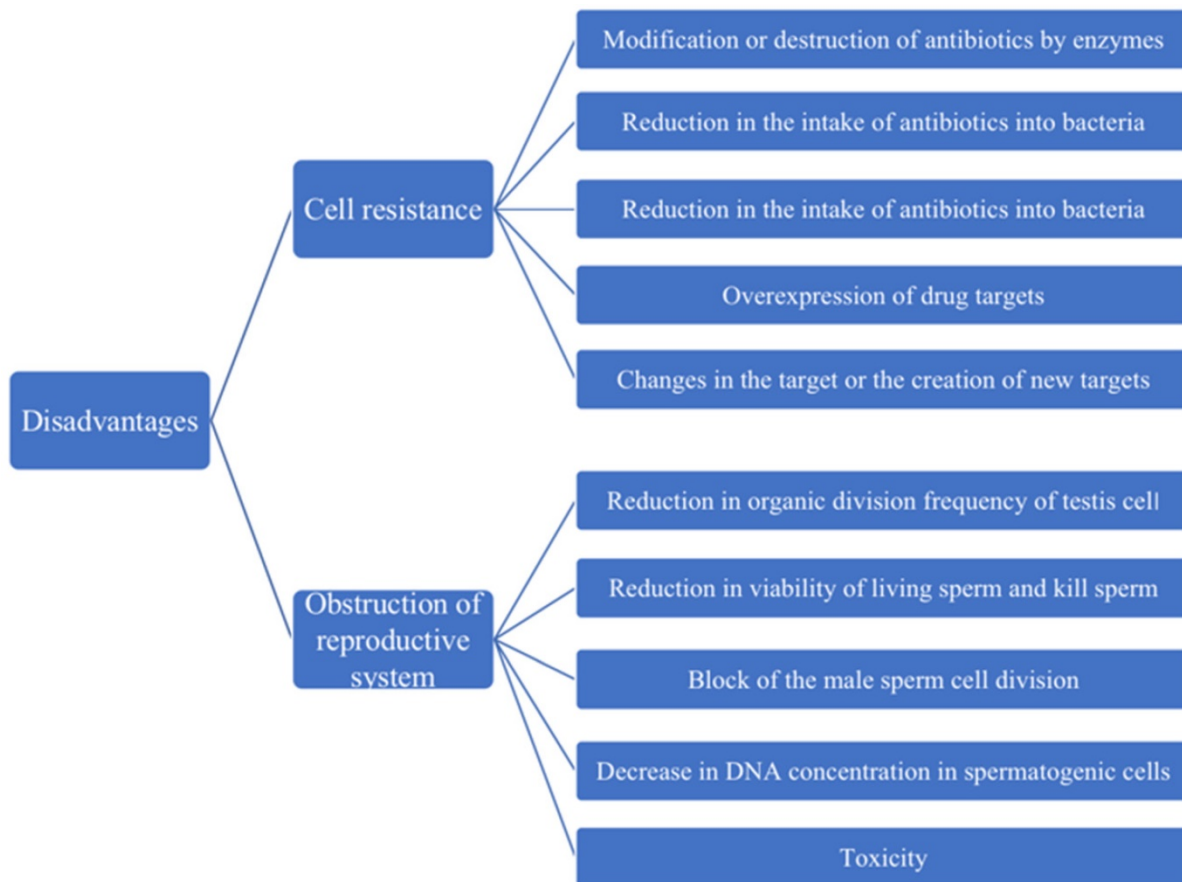 Disadvantages
Cell resistance
Modification or destruction of antibiotics by enzymes
Reduction in the intake of antibiotics into bacteria
Reduction in the intake of antibiotics into bacteria
Overexpression of drug targets
Changes in the target or the creation of new targets
Obstruction of
reproductive
system
Reduction in organic division frequency of testis cell
Reduction in viability of living sperm and kill sperm
Block of the male sperm cell division
Decrease in DNA concentration in spermatogenic cells
Toxicity